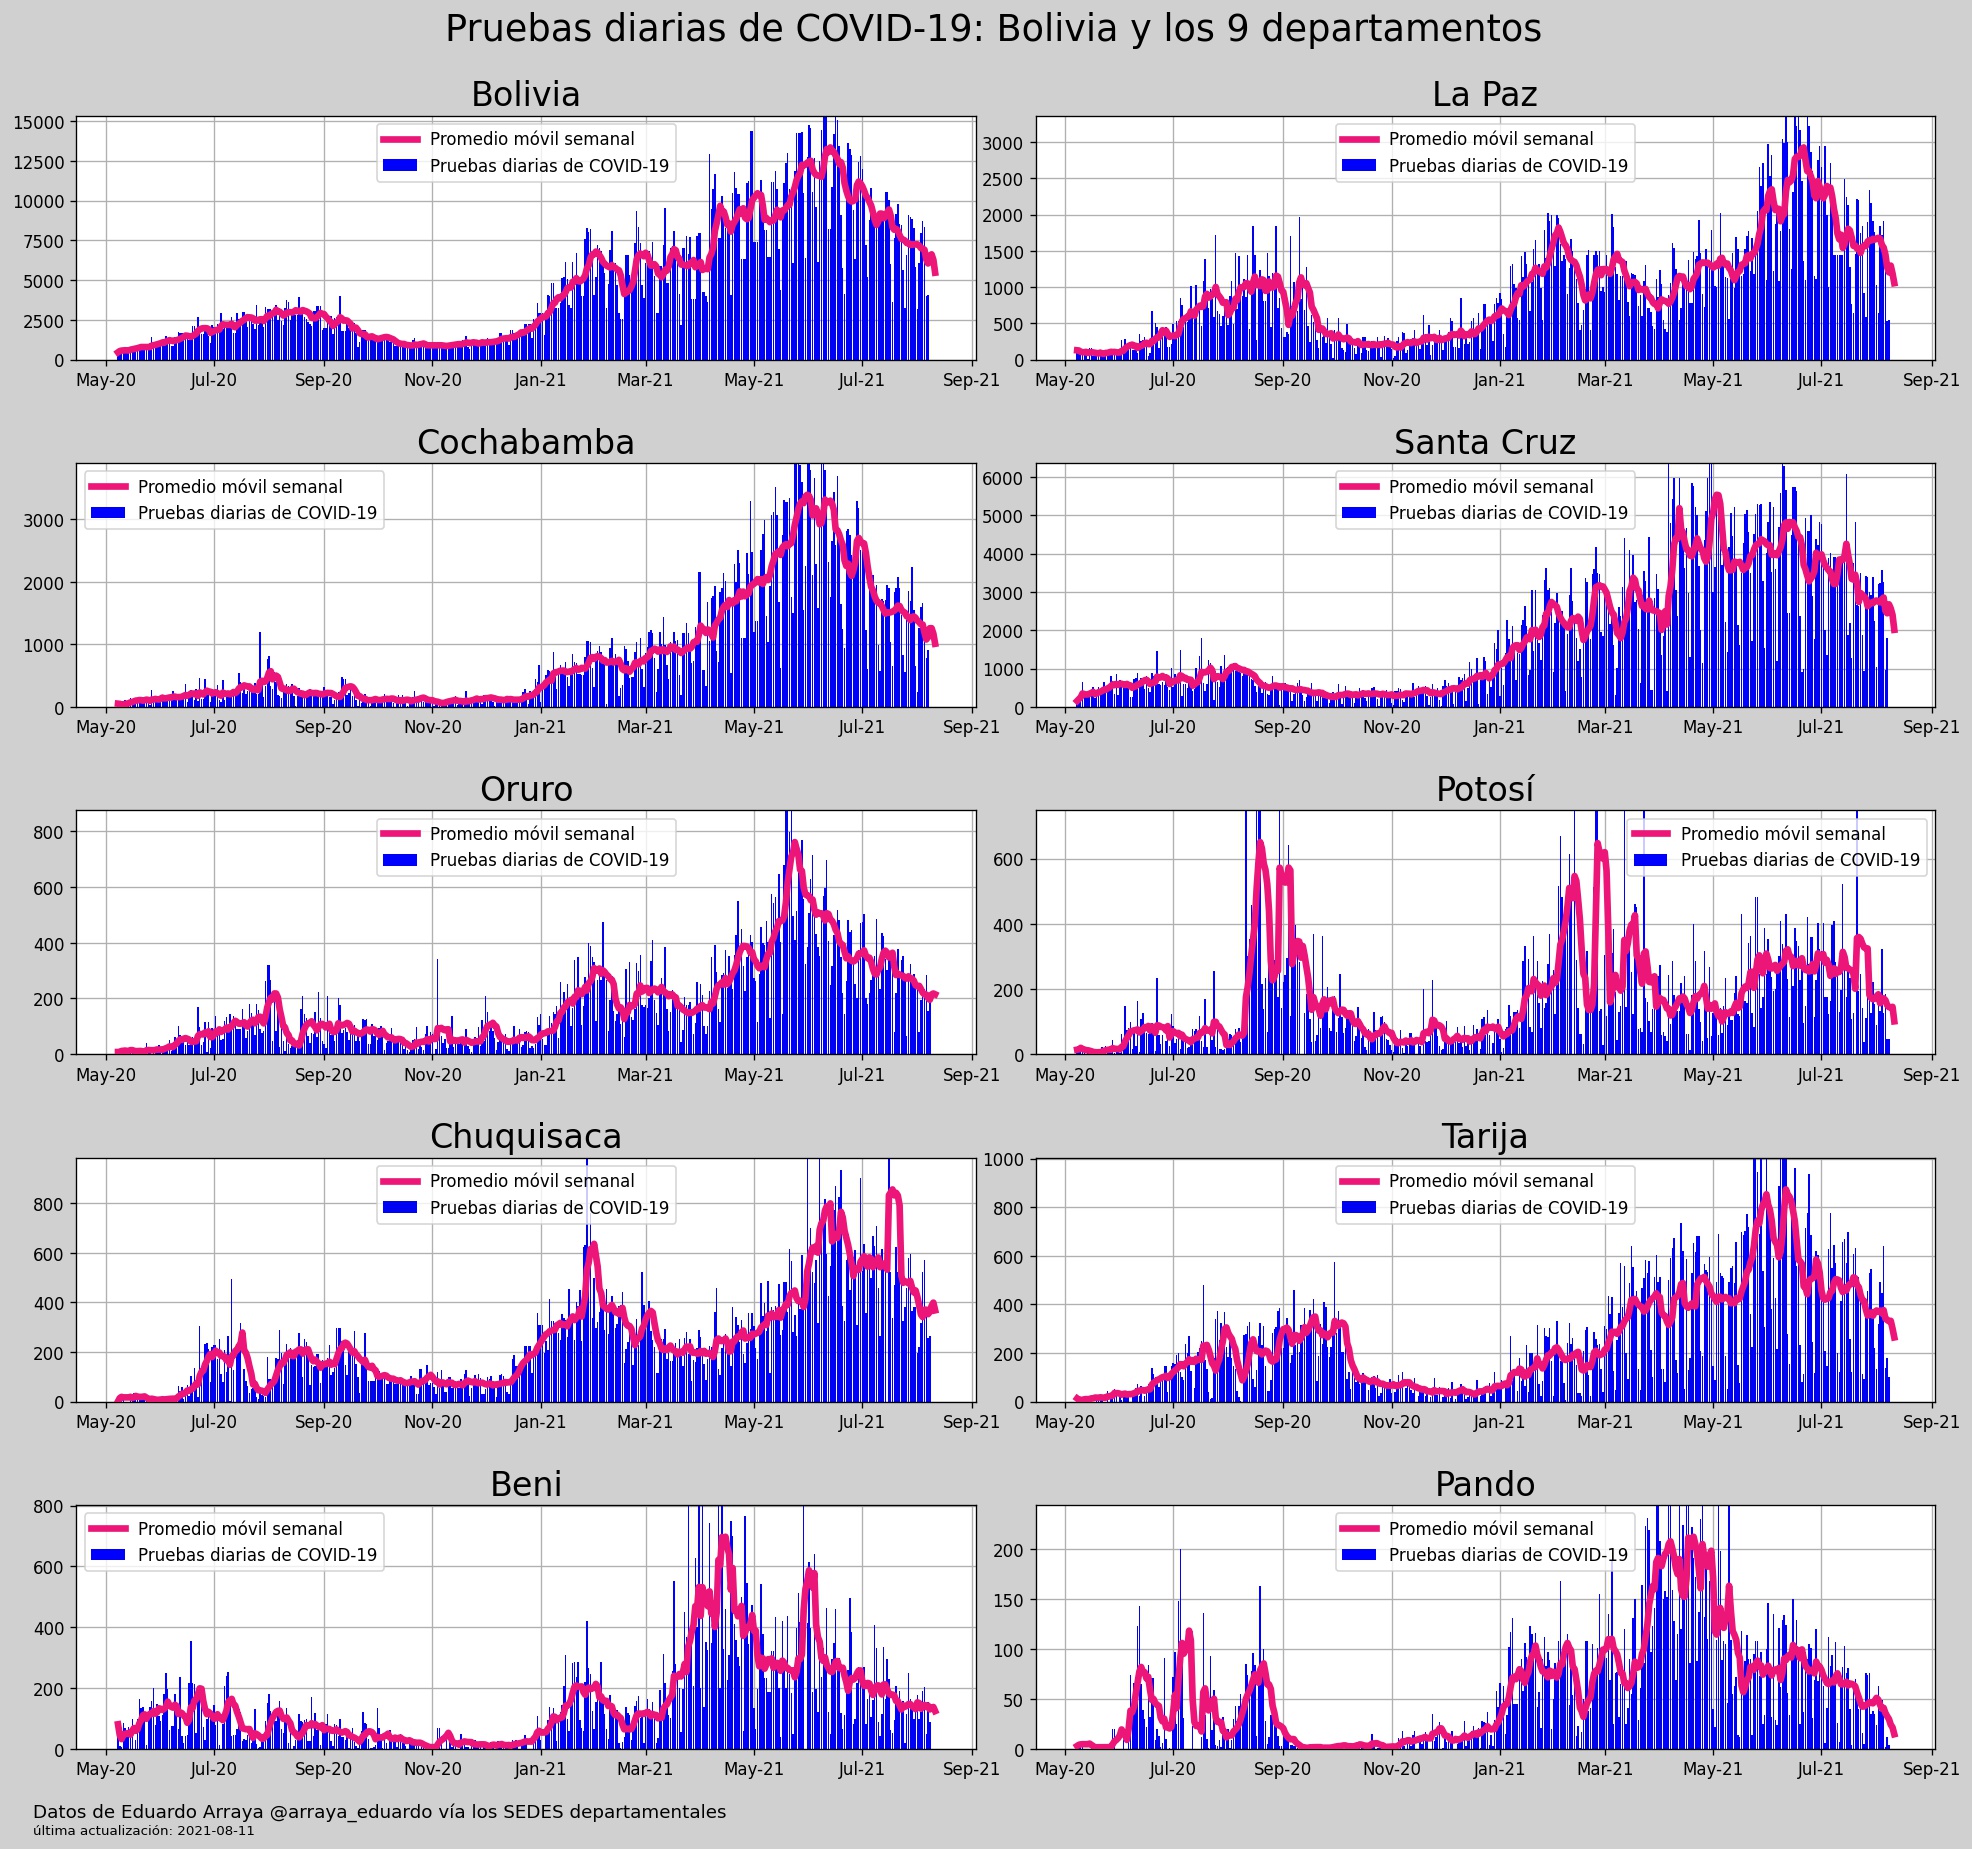 Pruebas diarias de COVID-19: Bolivia y los 9 departamentos
Bolivia
15000
12500
10000
7500
5000
2500
0
Promedio móvil semanal
Pruebas diarias de COVID-19
May-20 Jul-20 Sep-20 Nov-20 Jan-21 Mar-21 May-21 Jul-21 Sep-21
La Paz
3000
2500
2000
1500
1000
500
0
Promedio móvil semanal
Pruebas diarias de COVID-19
May-20 Jul-20 Sep-20 Nov-20 Jan-21 Mar-21 May-21 Jul-21 Sep-21
Cochabamba
3000
2000
1000
0
Promedio móvil semanal
Pruebas diarias de COVID-19
May-20 Jul-20 Sep-20 Nov-20 Jan-21 Mar-21 May-21 Jul-21 Sep-21
Santa Cruz
6000
5000
4000
3000
2000
1000
0
Promedio móvil semanal
Pruebas diarias de COVID-19
May-20 Jul-20 Sep-20 Nov-20 Jan-21 Mar-21 May-21 Jul-21 Sep-21
Oruro
800
600
400
200
0
Promedio móvil semanal
Pruebas diarias de COVID-19
May-20 Jul-20 Sep-20 Nov-20 Jan-21 Mar-21 May-21 Jul-21 Sep-21
Potosí
600
400
200
0
Promedio móvil semanal
Pruebas diarias de COVID-19
May-20 Jul-20 Sep-20 Nov-20 Jan-21 Mar-21 May-21 Jul-21 Sep-21
Chuquisaca
800
600
400
200
0
Promedio móvil semanal
Pruebas diarias de COVID-19
May-20 Jul-20 Sep-20 Nov-20 Jan-21 Mar-21 May-21 Jul-21 Sep-21
Tarija
1000
800
600
400
200
0
Promedio móvil semanal
Pruebas diarias de COVID-19
May-20 Jul-20 Sep-20 Nov-20 Jan-21 Mar-21 May-21 Jul-21 Sep-21
Beni
800
600
400
200
0
Promedio móvil semanal
Pruebas diarias de COVID-19
May-20 Jul-20 Sep-20 Nov-20 Jan-21 Mar-21 May-21 Jul-21 Sep-21
Pando
200
150
100
50
0
Promedio móvil semanal
Pruebas diarias de COVID-19
May-20 Jul-20 Sep-20 Nov-20 Jan-21 Mar-21 May-21 Jul-21 Sep-21
Datos de Eduardo Arraya @arraya_eduardo vía los SEDES departamentales
última actualización: 2021-08-11